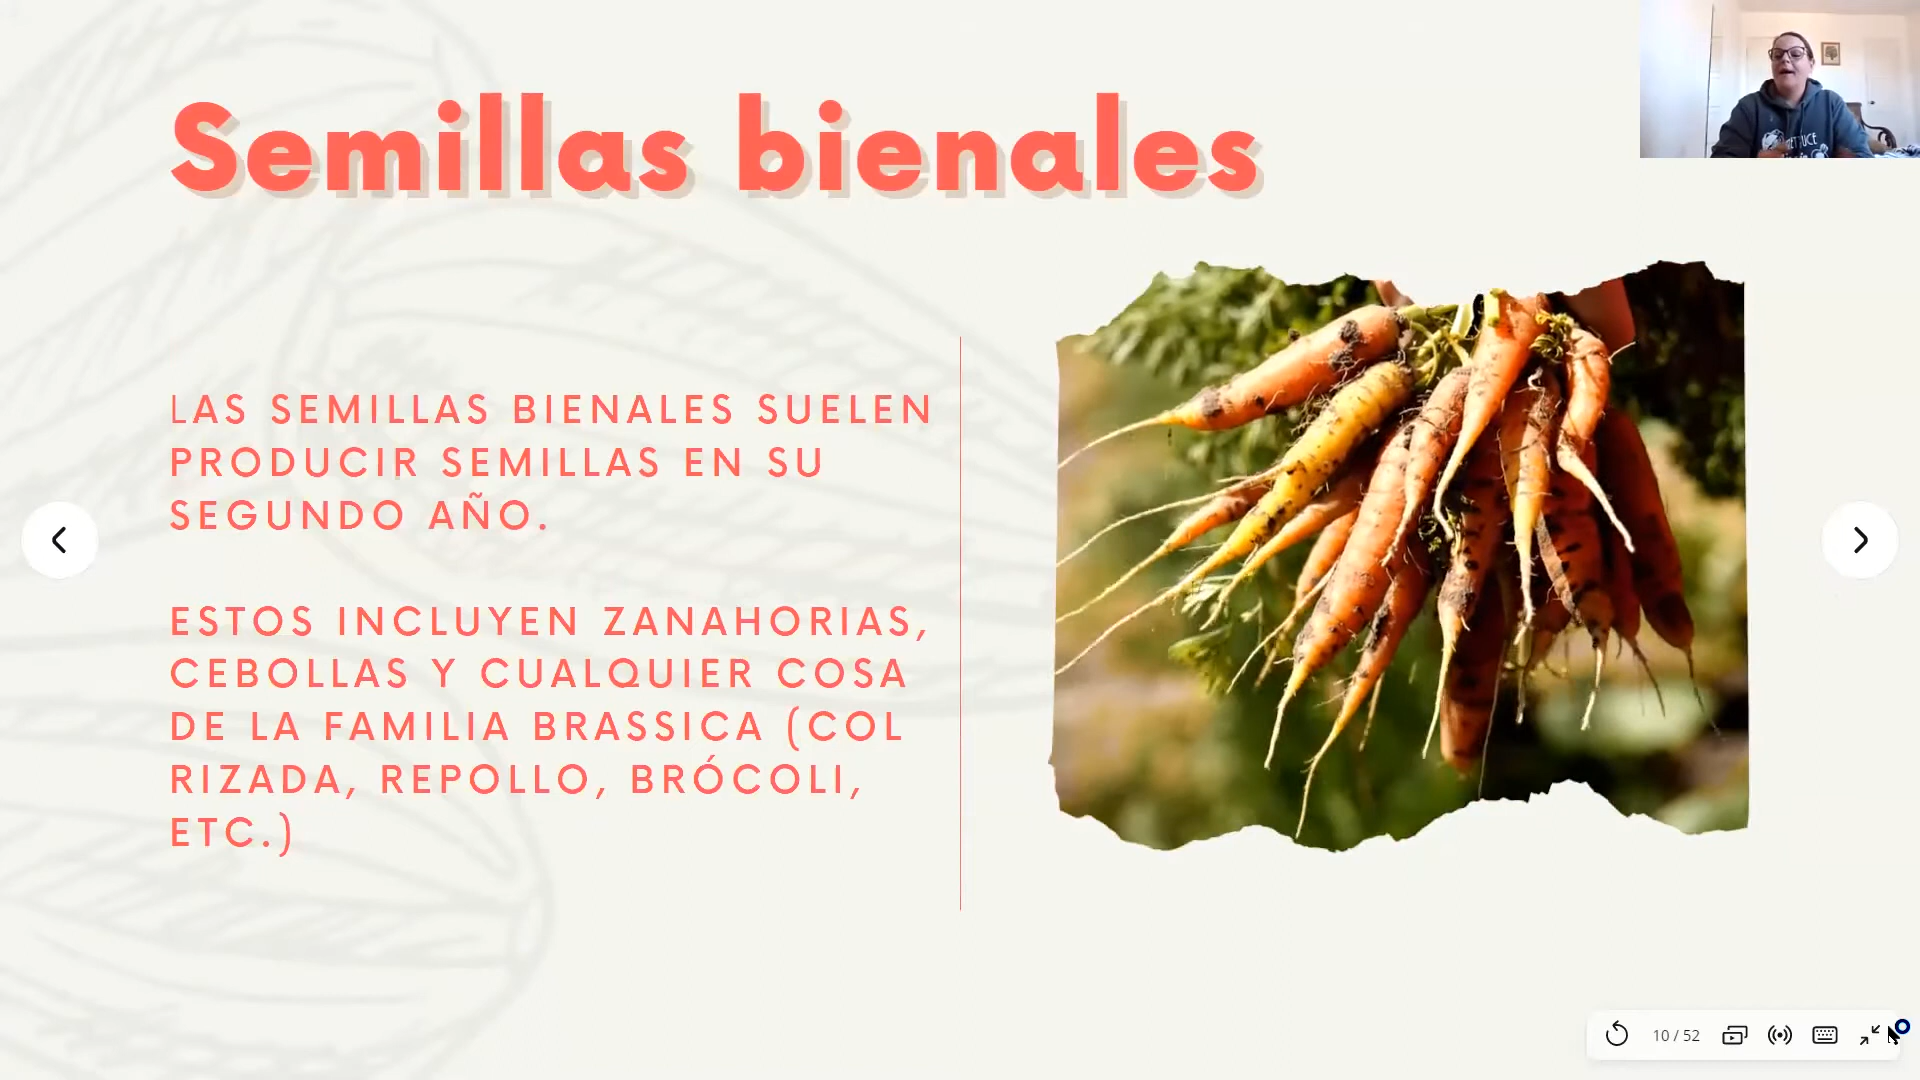 Semillas bienales
LAS SEMILLAS BIENALES SUELEN
PRODUCIR SEMILLAS EN SU
SEGUNDO AÑO.
ESTOS INCLUYEN ZANAHORIAS,
CEBOLLAS Y CUALQUIER COSA
DE LA FAMILIA BRASSICA (COL
RIZADA, REPOLLO, BRÓCOLI,
ETC.)
10 / 52